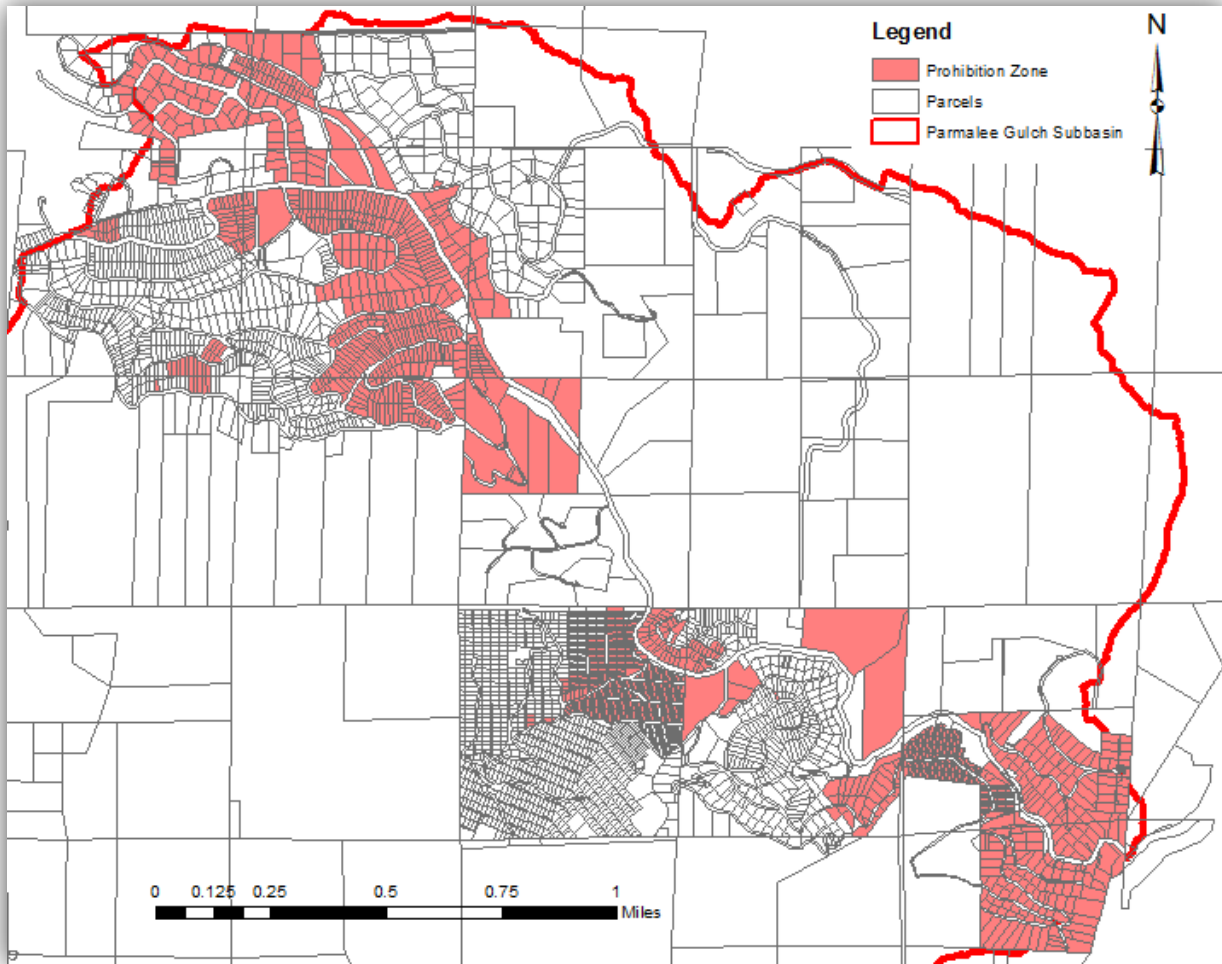 Legend
Prohibition Zone
Parcels
Parmalee Gulch Subbasin
N
0 0.125 0.25 0.5 0.75 1
Miles